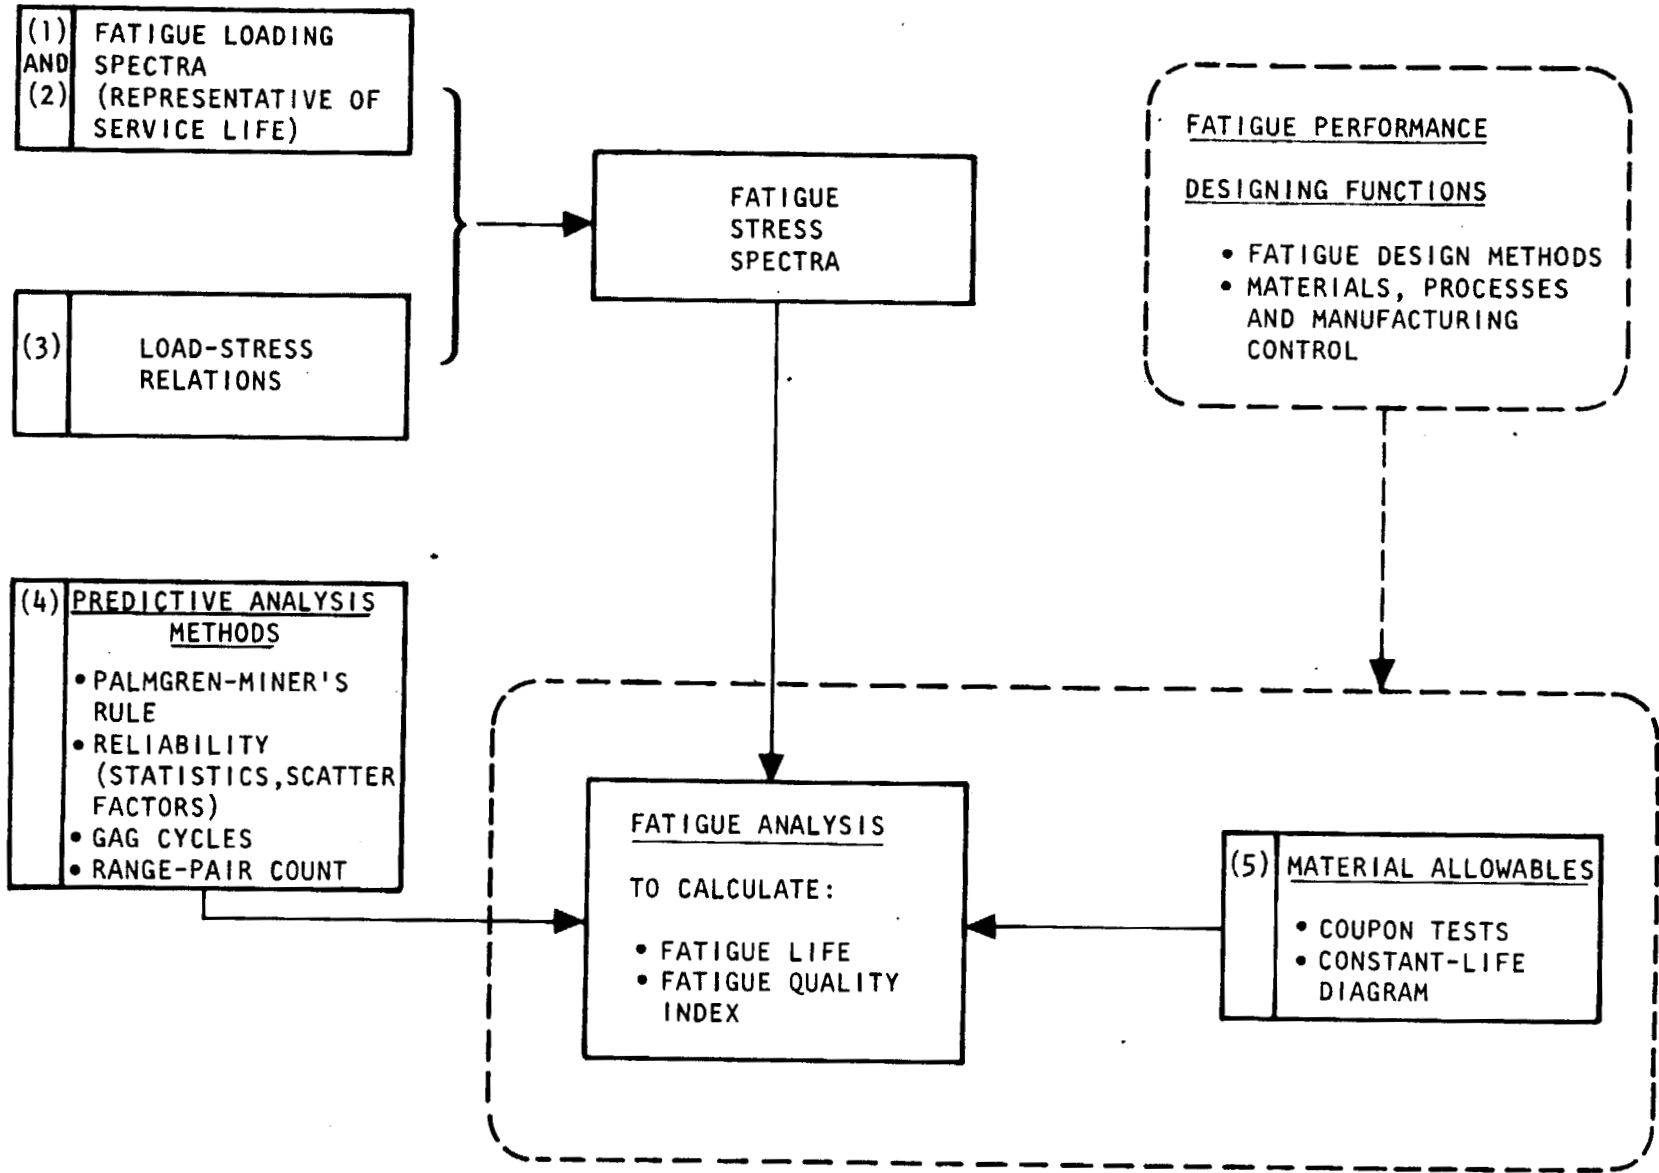 (1) FATIGUE LOADING
AND SPECTRA
(2) (REPRESENTATIVE OF
SERVICE LIFE)
FATIGUE
STRESS
SPECTRA
FATIGUE PERFORMANCE
DESIGNING FUNCTIONS
• FATIGUE DESIGN METHODS
• MATERIALS, PROCESSES
AND MANUFACTURING
CONTROL
(3) LOAD-STRESS
RELATIONS
(4) PREDICTIVE ANALYSIS
METHODS
• PALMGREN-MINER'S
RULE
• RELIABILITY
(STATISTICS,SCATTER
FACTORS)
• GAG CYCLES
• RANGE-PAIR COUNT
FATIGUE ANALYSIS
TO CALCULATE:
• FATIGUE LIFE
• FATIGUE QUALITY
INDEX
(5) MATERIAL ALLOWABLES
• COUPON TESTS
• CONSTANT-LIFE
DIAGRAM